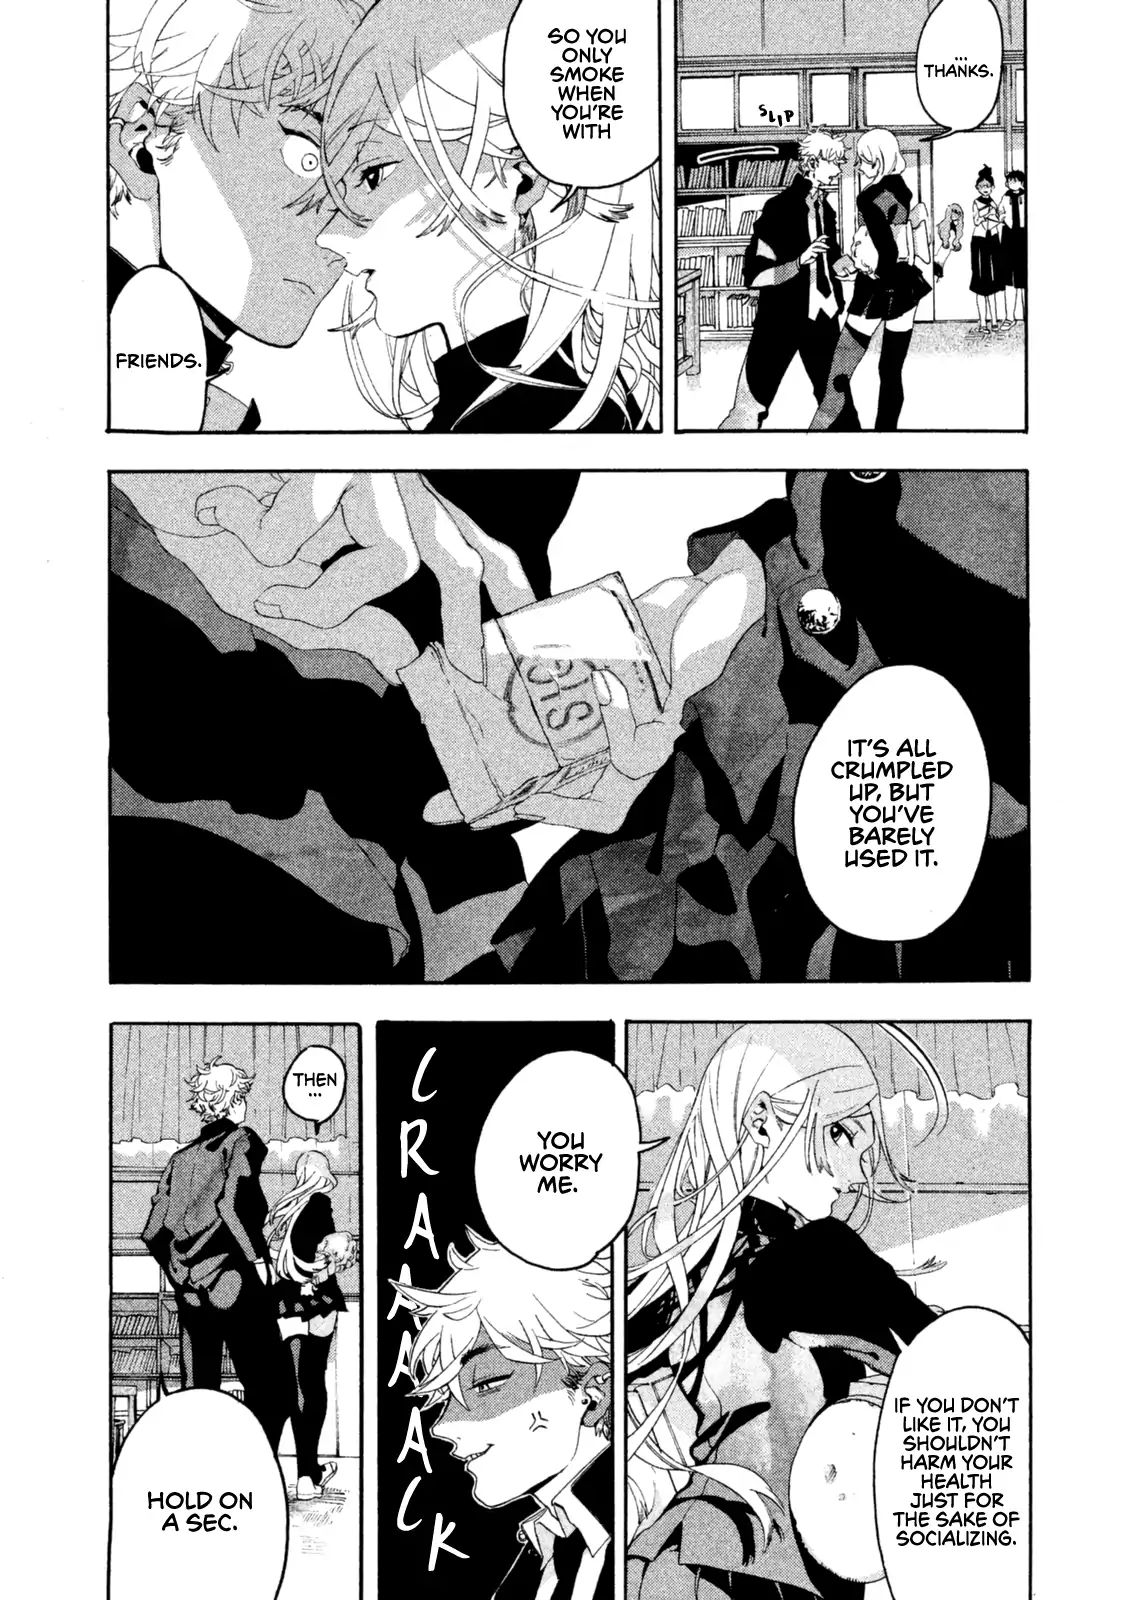 ...
THANKS.
SLIP
SO YOU
ONLY
SMOKE
WHEN
YOU'RE
WITH
FRIENDS.
IT'S ALL
CRUMPLED
UP, BUT
YOU'VE
BARELY
USED IT.
IF YOU DON'T
LIKE IT, YOU
SHOULDN'T
HARM YOUR
HEALTH
JUST FOR
THE SAKE OF
SOCIALIZING.
YOU
WORRY
ME.
CRAAAACK
THEN
...
HOLD ON
A SEC.